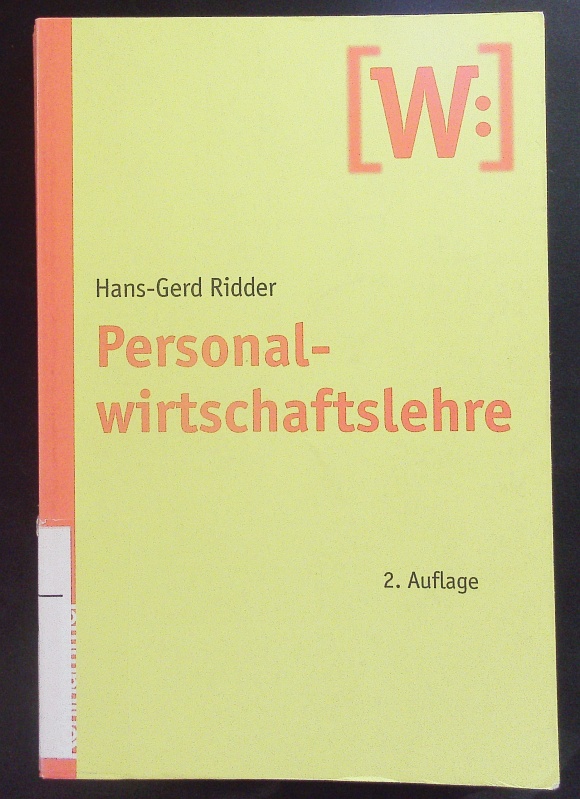 [W:]
Hans-Gerd Ridder
Personal-
wirtschaftslehre
2. Auflage